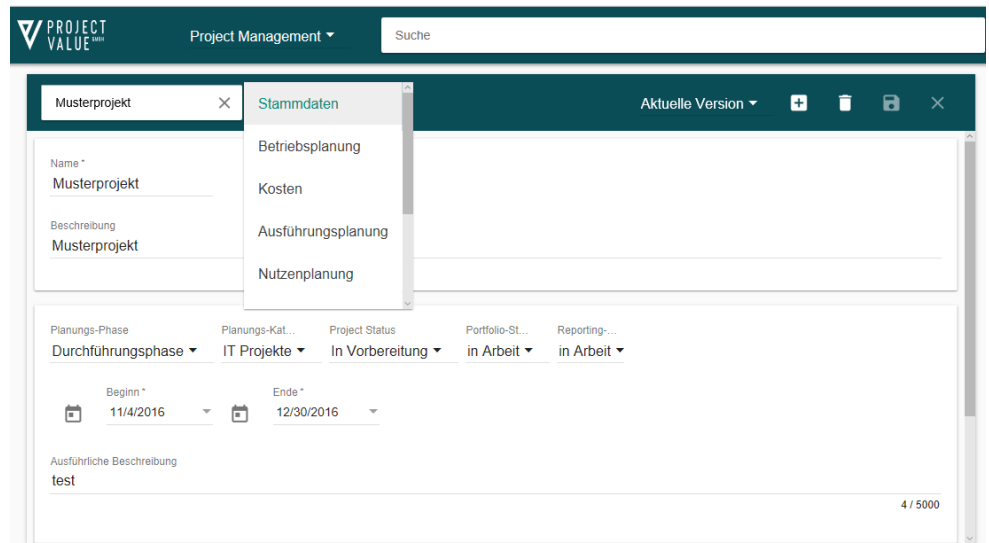 PROJECT
VALUE GMBH
Project Management
Suche
Musterprojekt
Stammdaten
Betriebsplanung
Kosten
Ausführungsplanung
Nutzenplanung
Aktuelle Version
Name *
Musterprojekt
Beschreibung
Musterprojekt
Planungs-Phase Planungs-Kat... Project Status Portfolio-St... Reporting-...
Durchführungsphase IT Projekte In Vorbereitung in Arbeit in Arbeit
Beginn * Ende *
11/4/2016 12/30/2016
Ausführliche Beschreibung
test
4 / 5000